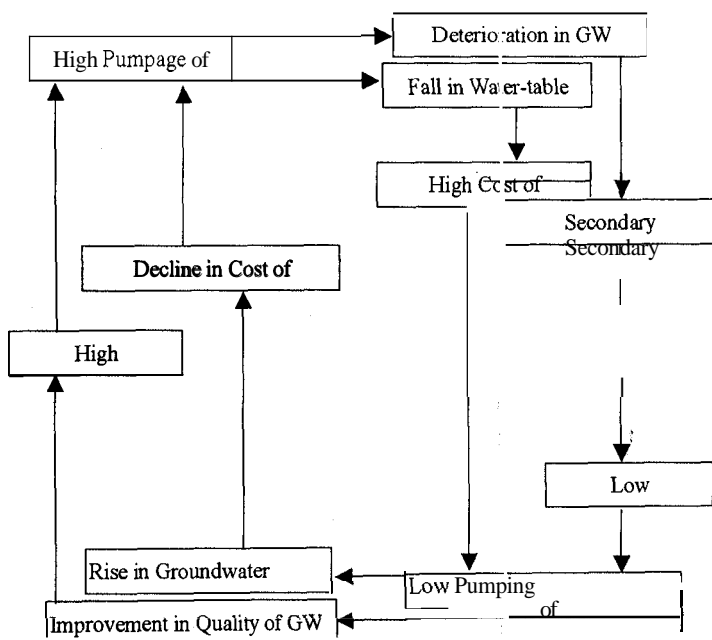 Deterioration in GW
High Pumpage of
Fall in Water-table
High Cost of
Secondary
Secondary
Decline in Cost of
High
Low
Rise in Groundwater
Low Pumping
of
Improvement in Quality of GW